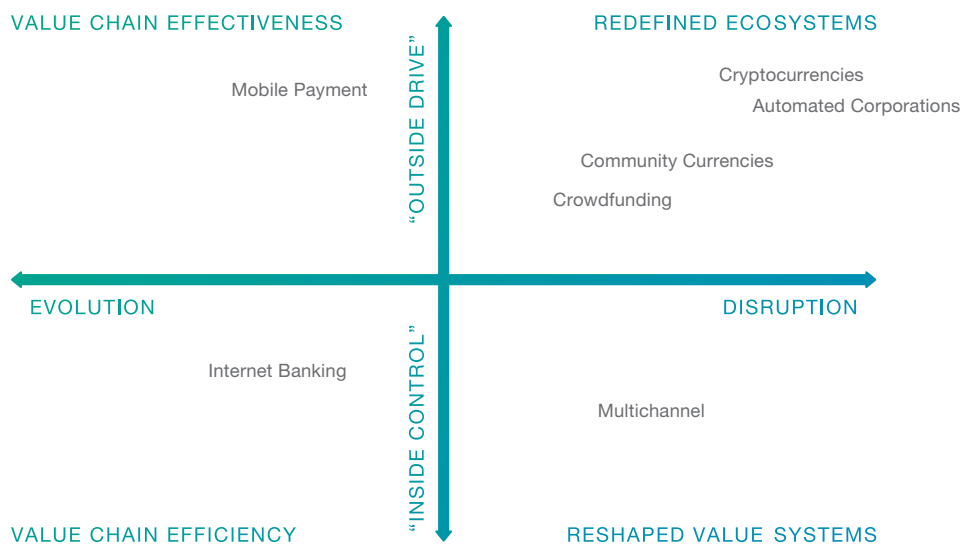 VALUE CHAIN EFFECTIVENESS
REDEFINED ECOSYSTEMS
“OUTSIDE DRIVE”
Mobile Payment
Cryptocurrencies
Automated Corporations
Community Currencies
Crowdfunding
EVOLUTION
DISRUPTION
“INSIDE CONTROL”
Internet Banking
Multichannel
VALUE CHAIN EFFICIENCY
RESHAPED VALUE SYSTEMS